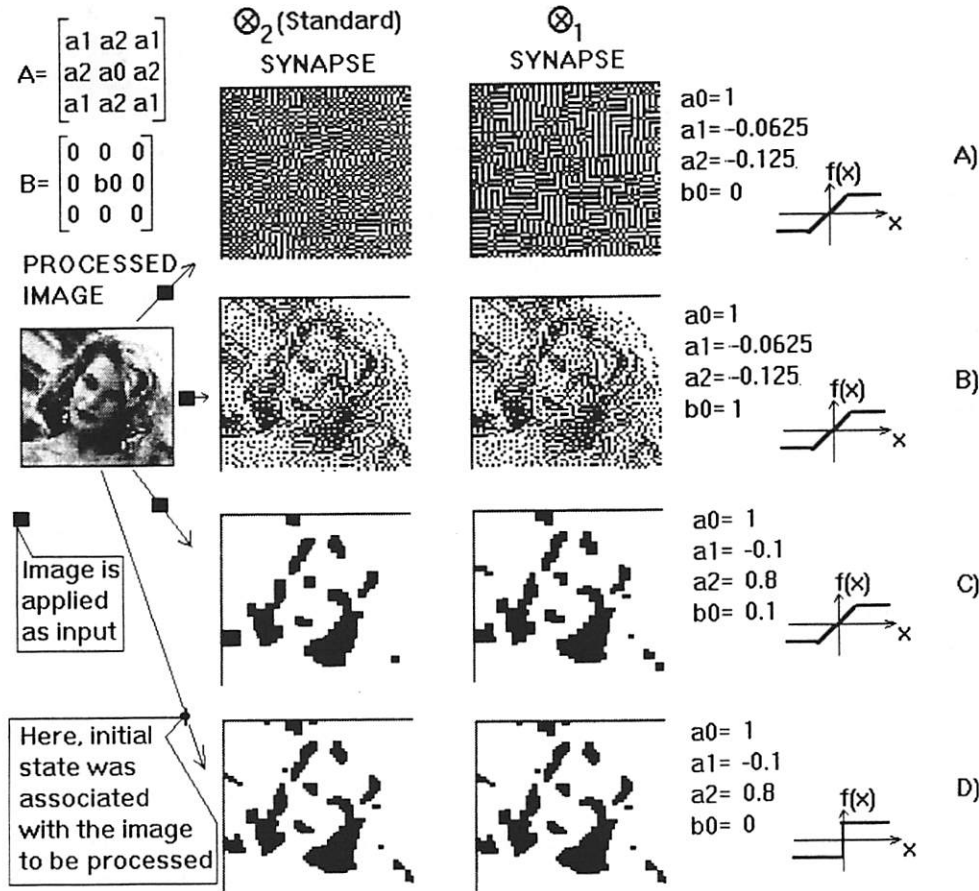 ⊗2 (Standard)
SYNAPSE
⊗1
SYNAPSE
A= [a1 a2 a1
a2 a0 a2
a1 a2 a1]
B= [0 0 0
0 b0 0
0 0 0]
PROCESSED
IMAGE
a0= 1
a1= -0.0625
a2= -0.125
b0= 0
f(x)
x
A)
a0= 1
a1= -0.0625
a2= -0.125
b0= 1
f(x)
x
B)
Image is
applied
as input
a0= 1
a1= -0.1
a2= 0.8
b0= 0.1
f(x)
x
C)
Here, initial
state was
associated
with the image
to be processed
a0= 1
a1= -0.1
a2= 0.8
b0= 0
f(x)
x
D)